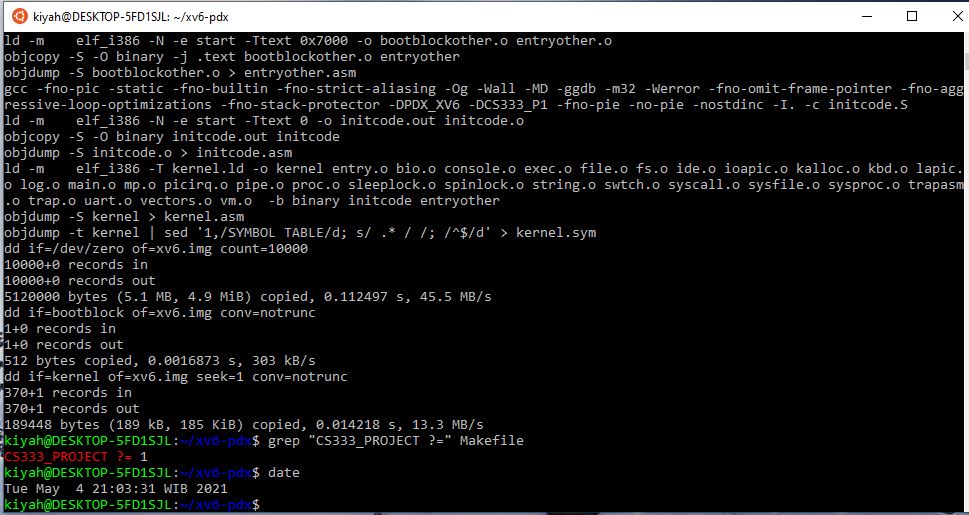 kiyah@DESKTOP-5FD1SJL: ~/xv6-pdx
ld -m    elf_i386 -N -e start -Ttext 0x7000 -o bootblockother.o entryother.o
objcopy -S -O binary -j .text bootblockother.o entryother
objdump -S bootblockother.o > entryother.asm
gcc -fno-pic -static -fno-builtin -fno-strict-aliasing -Og -Wall -MD -ggdb -m32 -Werror -fno-omit-frame-pointer -fno-agg
ressive-loop-optimizations -fno-stack-protector -DPDX_XV6 -DCS333_P1 -fno-pie -no-pie -nostdinc -I. -c initcode.S
ld -m    elf_i386 -N -e start -Ttext 0 -o initcode.out initcode.o
objcopy -S -O binary initcode.out initcode
objdump -S initcode.o > initcode.asm
ld -m    elf_i386 -T kernel.ld -o kernel entry.o bio.o console.o exec.o file.o fs.o ide.o ioapic.o kalloc.o kbd.o lapic.
o log.o main.o mp.o picirq.o pipe.o proc.o sleeplock.o spinlock.o string.o swtch.o syscall.o sysfile.o sysproc.o trapasm
.o trap.o uart.o vectors.o vm.o  -b binary initcode entryother
objdump -S kernel > kernel.asm
objdump -t kernel | sed '1,/SYMBOL TABLE/d; s/ .* / /; /^$/d' > kernel.sym
dd if=/dev/zero of=xv6.img count=10000
10000+0 records in
10000+0 records out
5120000 bytes (5.1 MB, 4.9 MiB) copied, 0.112497 s, 45.5 MB/s
dd if=bootblock of=xv6.img conv=notrunc
1+0 records in
1+0 records out
512 bytes copied, 0.0016873 s, 303 kB/s
dd if=kernel of=xv6.img seek=1 conv=notrunc
370+1 records in
370+1 records out
189448 bytes (189 kB, 185 KiB) copied, 0.014218 s, 13.3 MB/s
kiyah@DESKTOP-5FD1SJL:~/xv6-pdx$ grep "CS333_PROJECT ?=" Makefile
CS333_PROJECT ?= 1
kiyah@DESKTOP-5FD1SJL:~/xv6-pdx$ date
Tue May  4 21:03:31 WIB 2021
kiyah@DESKTOP-5FD1SJL:~/xv6-pdx$